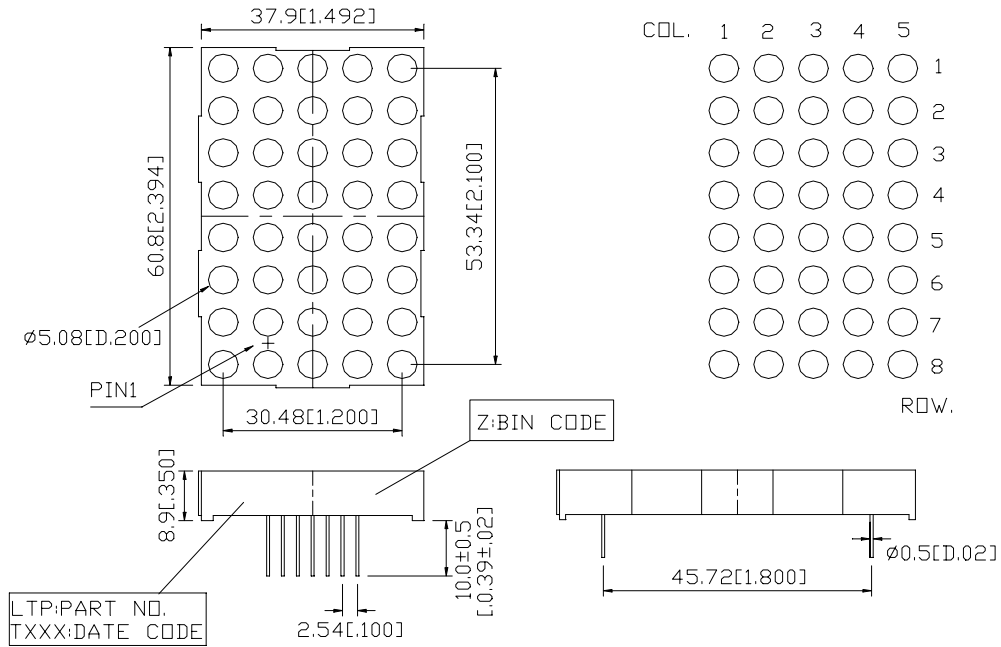 37.9[1.492]
COL. 1 2 3 4 5
1
2
3
4
5
6
7
8
ROW.
60.8[2.394]
53.34[2.100]
ø5.08[D.200]
PIN1
30.48[1.200]
Z:BIN CODE
8.9[.350]
10.0±0.5
[.0.39±.02]
ø0.5[D.02]
45.72[1.800]
2.54[.100]
LTP:PART NO.
TXXX:DATE CODE